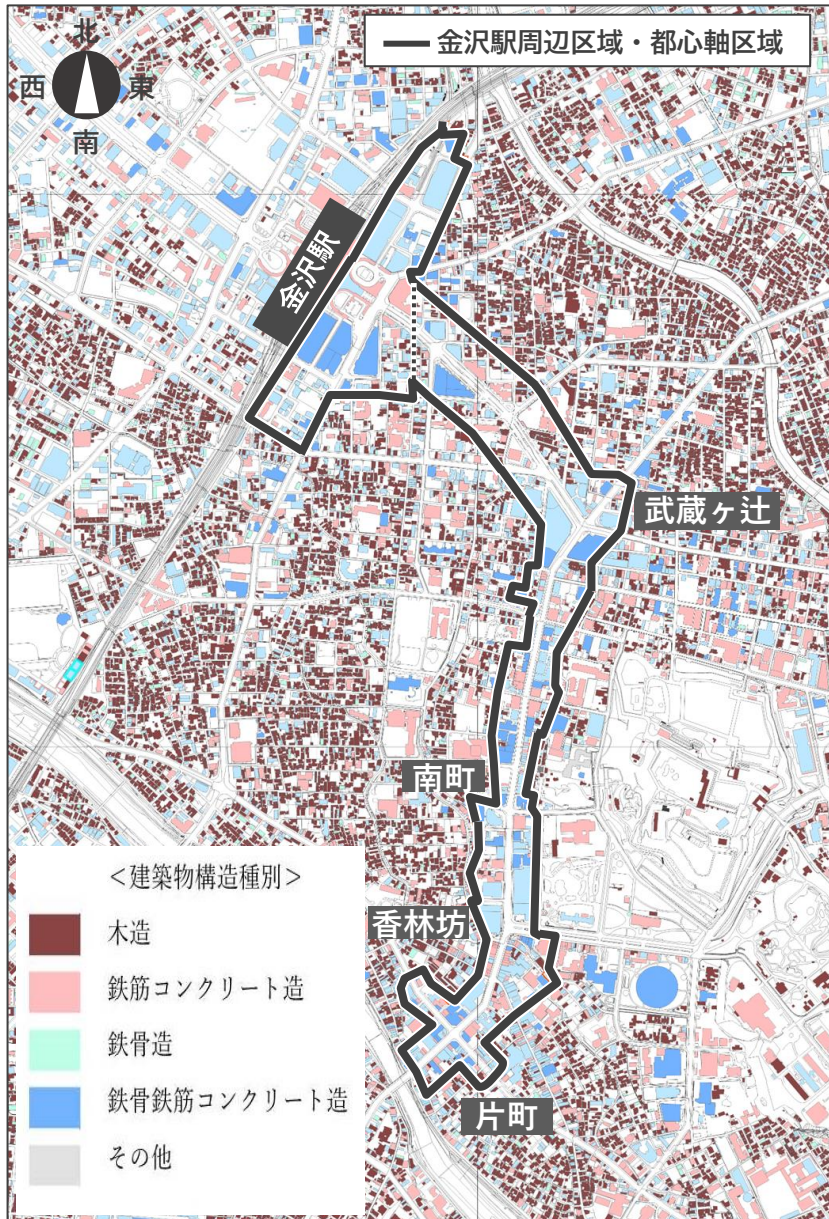 金沢駅周辺区域・都心軸区域
北
西 東
南
金沢駅
武蔵ヶ辻
南町
香林坊
片町
＜建築物構造種別＞
木造
鉄筋コンクリート造
鉄骨造
鉄骨鉄筋コンクリート造
その他